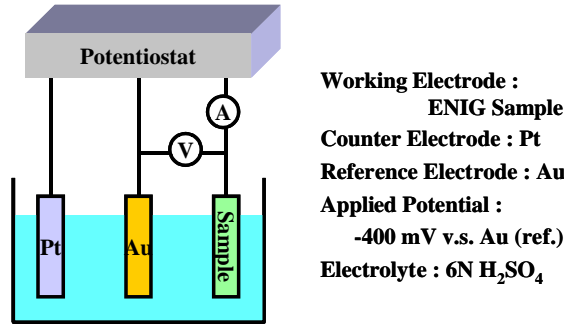 Potentiostat
A
V
Pt
Au
Sample
Working Electrode :
ENIG Sample
Counter Electrode : Pt
Reference Electrode : Au
Applied Potential :
-400 mV v.s. Au (ref.)
Electrolyte : 6N H₂SO₄